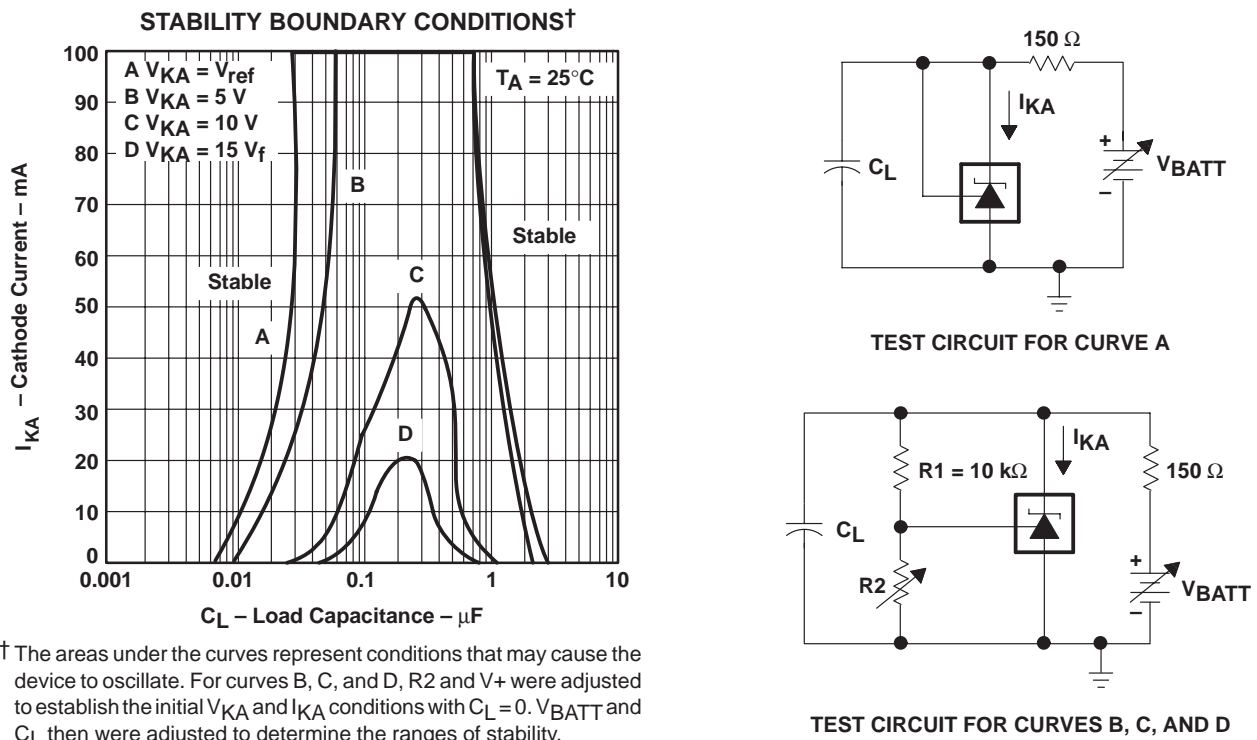 STABILITY BOUNDARY CONDITIONS†
A VKA = Vref
B VKA = 5 V
C VKA = 10 V
D VKA = 15 Vf
TA = 25°C
100
90
80
70
60
50
40
30
20
10
0
IKA – Cathode Current – mA
B
Stable
Stable
C
A
D
0.001
0.01
0.1
1
10
CL – Load Capacitance – μF
† The areas under the curves represent conditions that may cause the
device to oscillate. For curves B, C, and D, R2 and V+ were adjusted
to establish the initial VKA and IKA conditions with CL = 0. VBATT and
CL then were adjusted to determine the ranges of stability.
150 Ω
IKA
CL
+
VBATT
–
TEST CIRCUIT FOR CURVE A
IKA
R1 = 10 kΩ
150 Ω
CL
R2
+
VBATT
–
TEST CIRCUIT FOR CURVES B, C, AND D